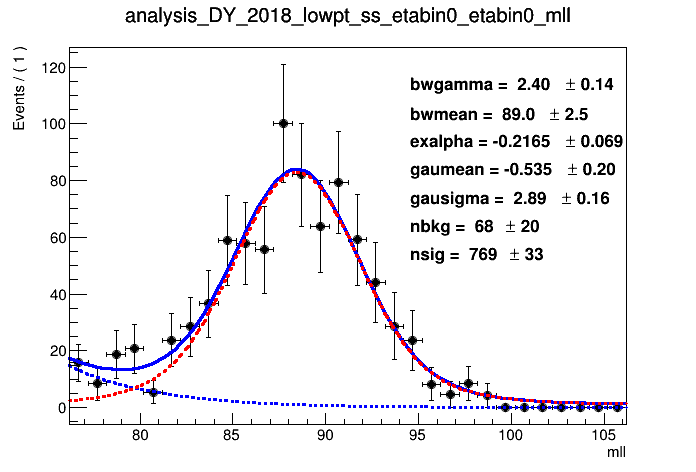 analysis_DY_2018_lowpt_ss_etabin0_etabin0_mll
Events / ( 1 )
120
100
80
60
40
20
0
bwgamma = 2.40 ± 0.14
bwmean = 89.0 ± 2.5
exalpha = -0.2165 ± 0.069
gaumean = -0.535 ± 0.20
gausigma = 2.89 ± 0.16
nbkg = 68 ± 20
nsig = 769 ± 33
80 85 90 95 100 105
mll